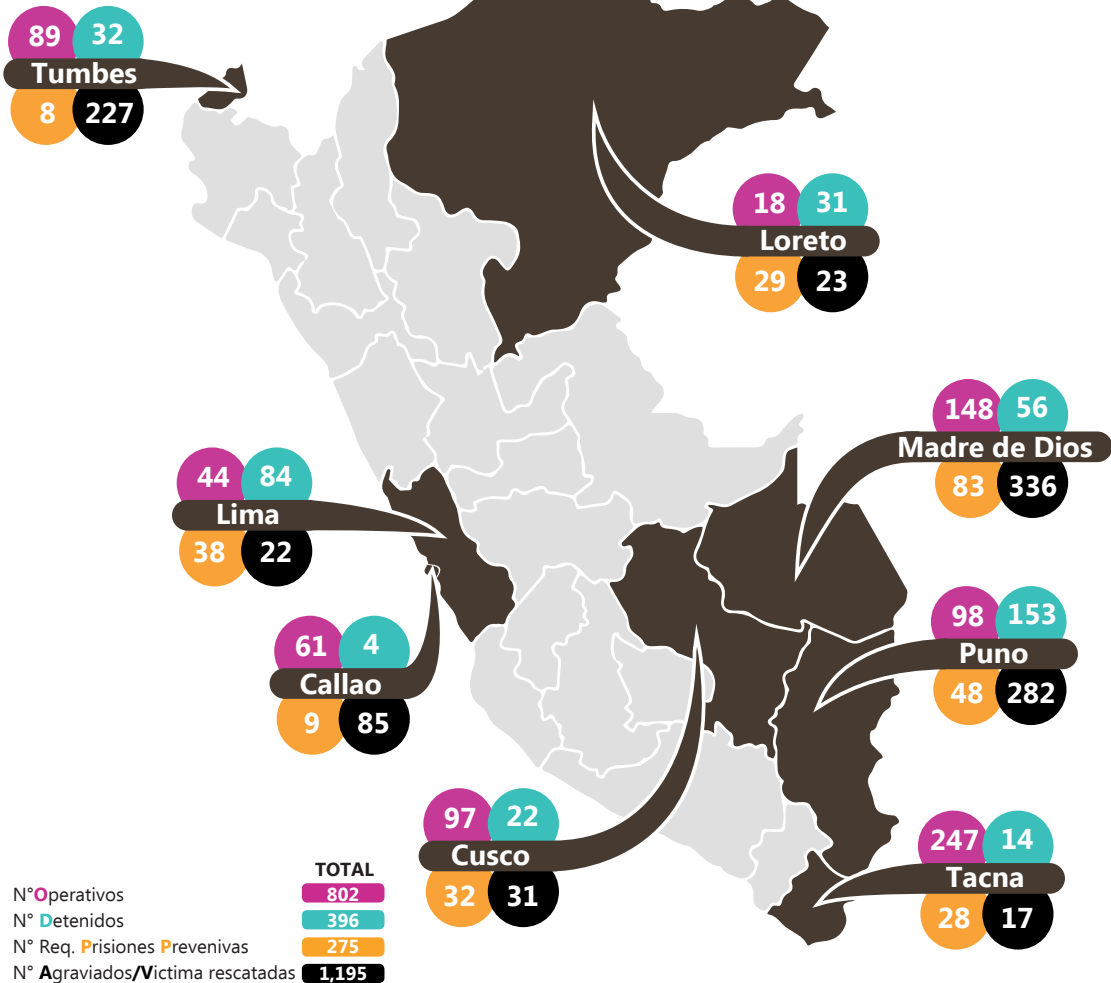 89 32
Tumbes
8 227
18 31
Loreto
29 23
148 56
Madre de Dios
83 336
44 84
Lima
38 22
98 153
Puno
48 282
61 4
Callao
9 85
97 22
Cusco
32 31
247 14
Tacna
28 17
TOTAL
N°Operativos 802
N° Detenidos 396
N° Req. Prisiones Prevenivas 275
N° Agraviados/Victima rescatadas 1,195